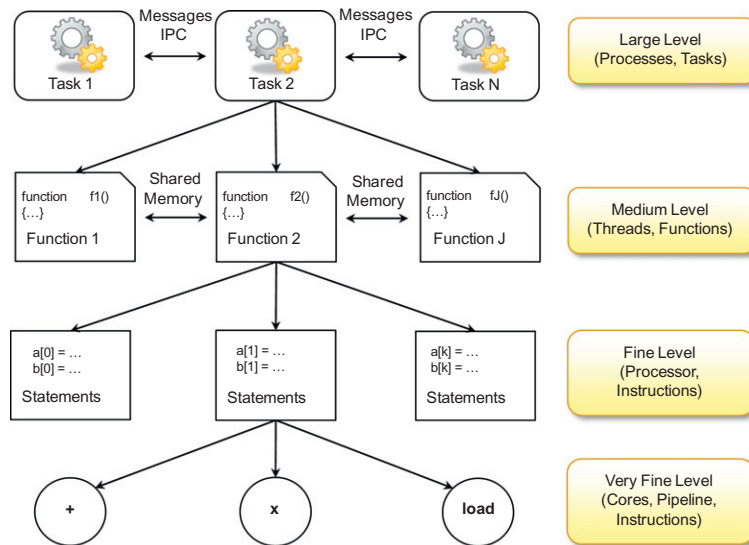 Messages
IPC
Messages
IPC
Task 1
Task 2
Task N
Large Level
(Processes, Tasks)
function f1()
{…}
Function 1
Shared
Memory
function f2()
{…}
Function 2
Shared
Memory
function fJ()
{…}
Function J
Medium Level
(Threads, Functions)
a[0] = …
b[0] = …
Statements
a[1] = …
b[1] = …
Statements
a[k] = …
b[k] = …
Statements
Fine Level
(Processor,
Instructions)
+
x
load
Very Fine Level
(Cores, Pipeline,
Instructions)